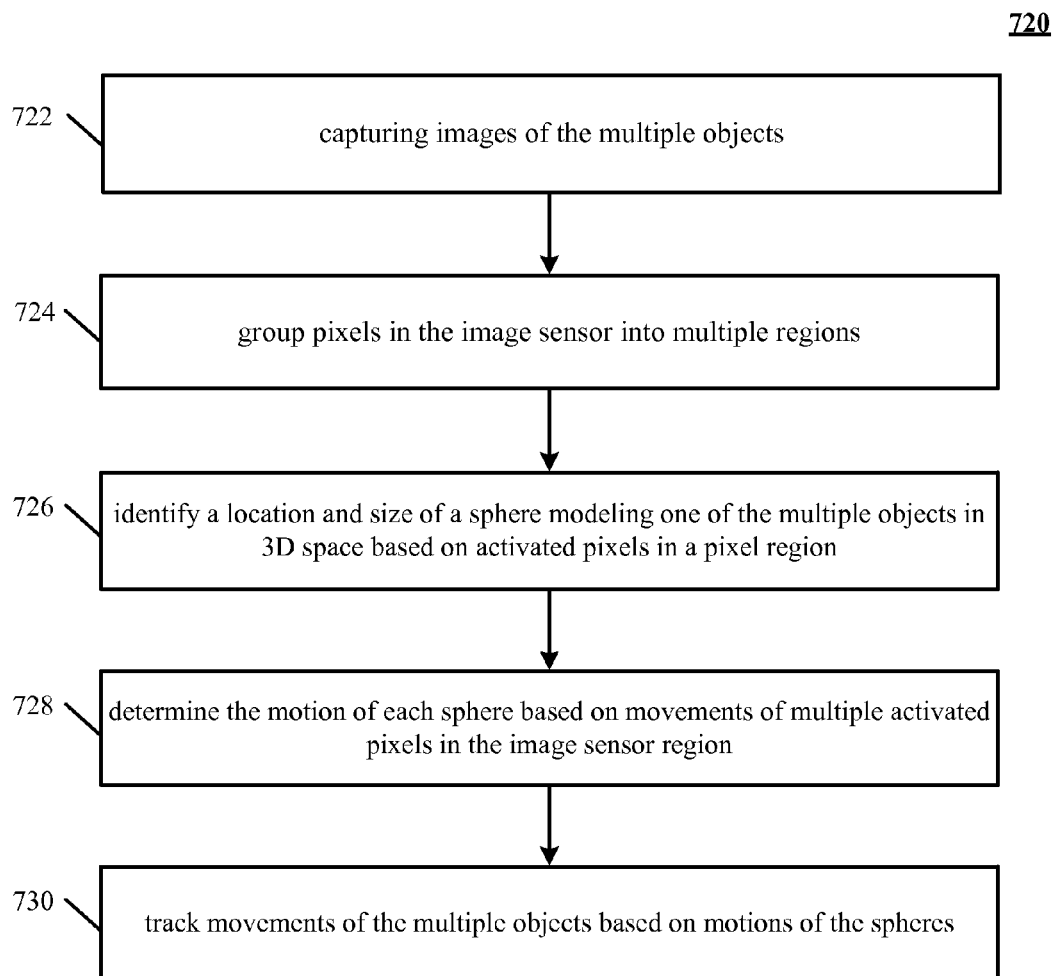 720
722
capturing images of the multiple objects
724
group pixels in the image sensor into multiple regions
726
identify a location and size of a sphere modeling one of the multiple objects in
3D space based on activated pixels in a pixel region
728
determine the motion of each sphere based on movements of multiple activated
pixels in the image sensor region
730
track movements of the multiple objects based on motions of the spheres